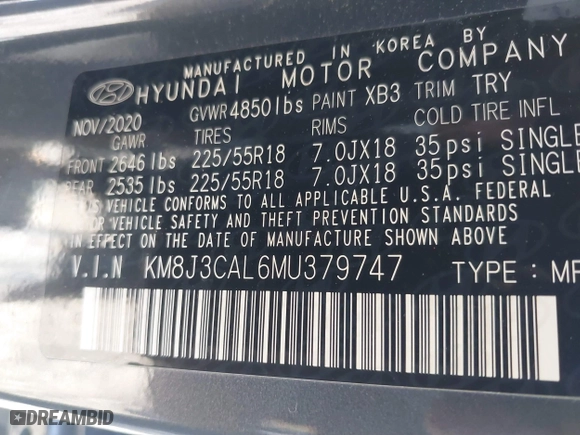 MANUFACTURED IN KOREA BY
HYUNDAI MOTOR COMPANY
NOV/2020 GVWR 4850 lbs PAINT XB3 TRIM TRY
GAWR TIRES RIMS COLD TIRE INFL
FRONT 2646 lbs 225/55R18 7.0JX18 35psi SINGLE
REAR 2535 lbs 225/55R18 7.0JX18 35psi SINGLE
THIS VEHICLE CONFORMS TO ALL APPLICABLE U.S.A. FEDERAL
MOTOR VEHICLE SAFETY AND THEFT PREVENTION STANDARDS
IN EFFECT ON THE DATE OF MANUFACTURE SHOWN ABOVE.
V.I.N KM8J3CAL6MU379747 TYPE: MP
DREAMBID